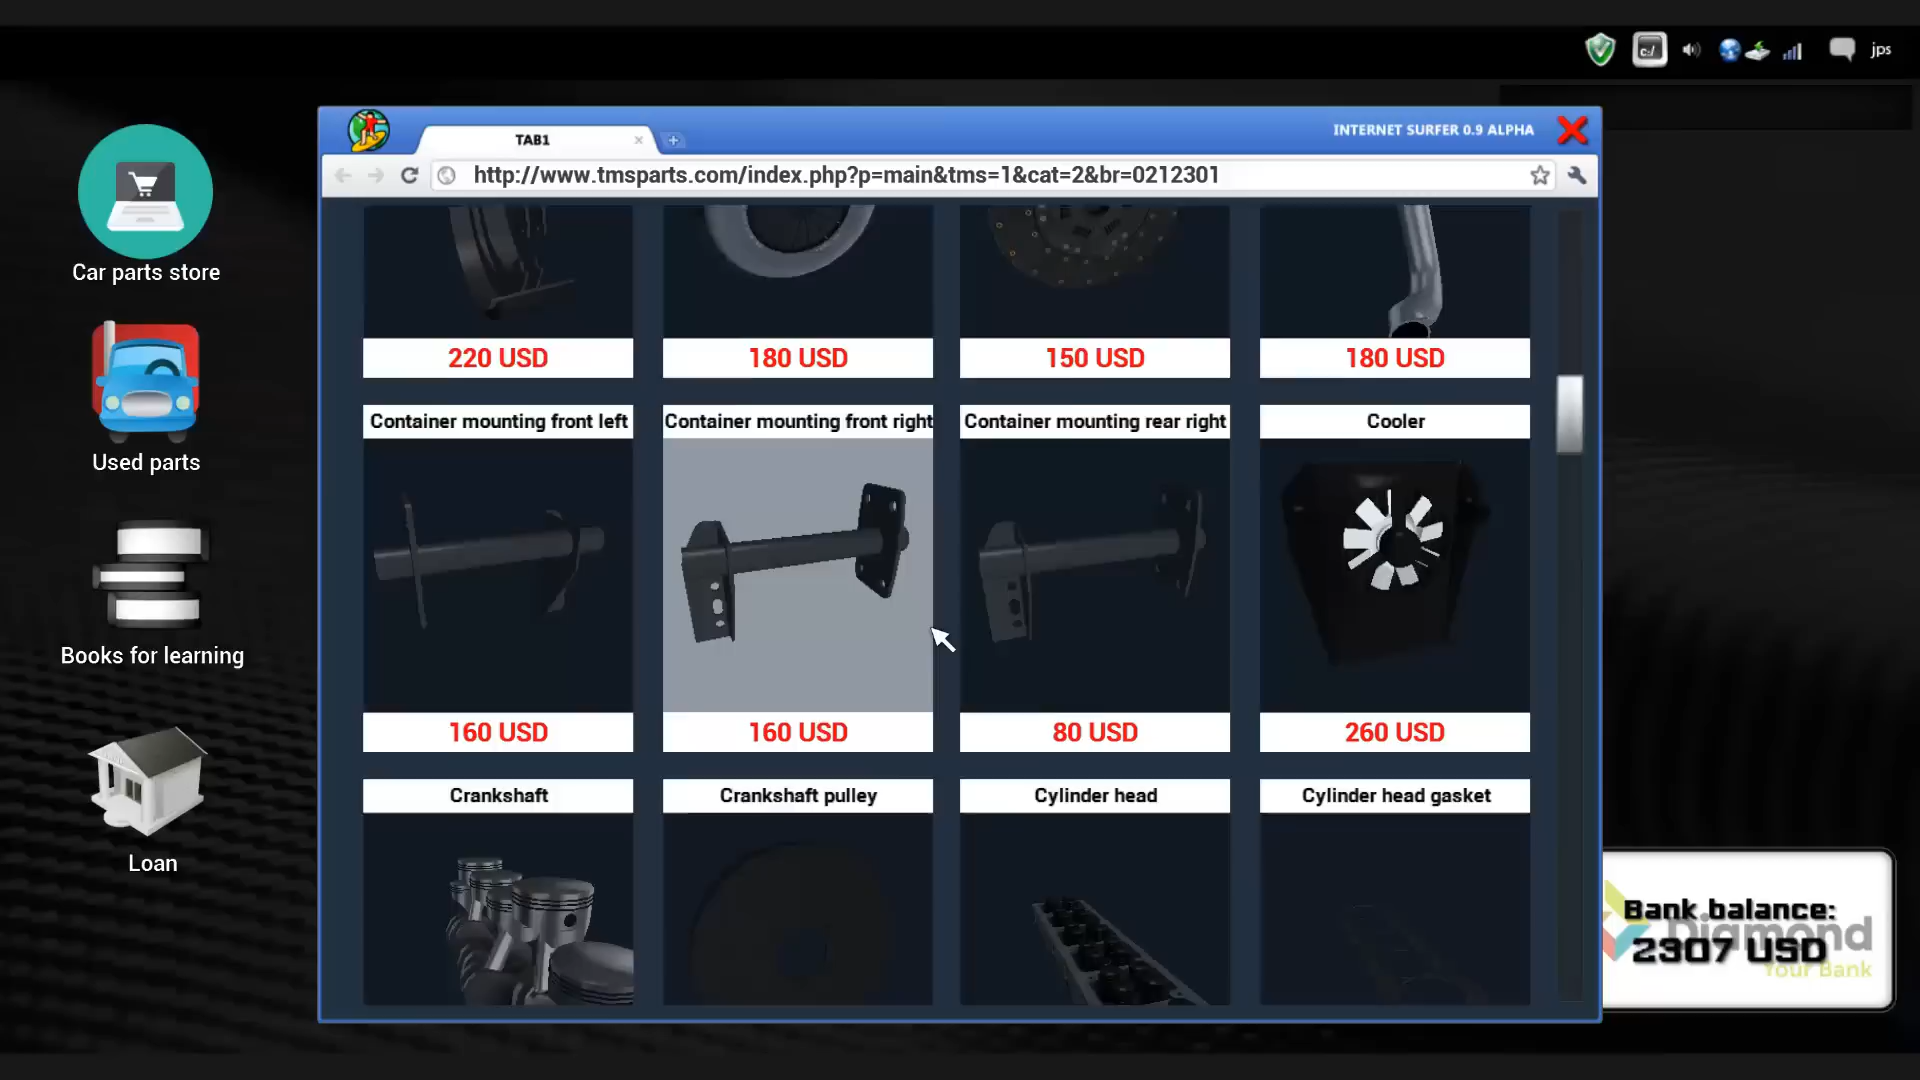 c:/
jps
TAB1
INTERNET SURFER 0.9 ALPHA
http://www.tmsparts.com/index.php?p=main&tms=1&cat=2&br=0212301
Car parts store
Used parts
Books for learning
Loan
220 USD
180 USD
150 USD
180 USD
Container mounting front left
Container mounting front right
Container mounting rear right
Cooler
160 USD
160 USD
80 USD
260 USD
Crankshaft
Crankshaft pulley
Cylinder head
Cylinder head gasket
Bank balance:
Diamond
2307 USD
Your Bank